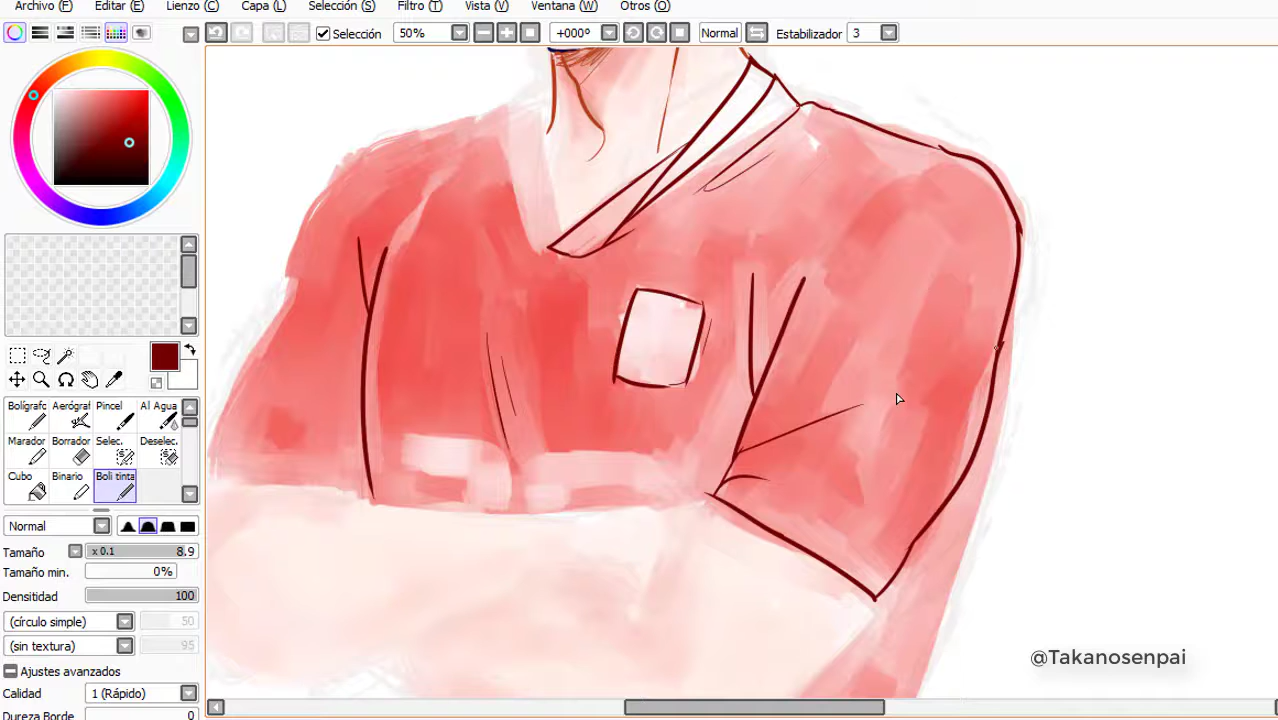 Archivo (F) Editar (E) Lienzo (C) Capa (L) Selección (S) Filtro (T) Vista (V) Ventana (W) Otros (O)
Selección 50% +000º Normal Estabilizador 3
Bolígrafo Aerógraf Pincel Al Agua
Marador Borrador Selec. Deselec.
Cubo Binario Boli tinta
Normal
Tamaño x 0.1 8.9
Tamaño min. 0%
Densitidad 100
(círculo simple) 50
(sin textura) 95
Ajustes avanzados
Calidad 1 (Rápido)
Dureza Borde 0
@Takanosenpai